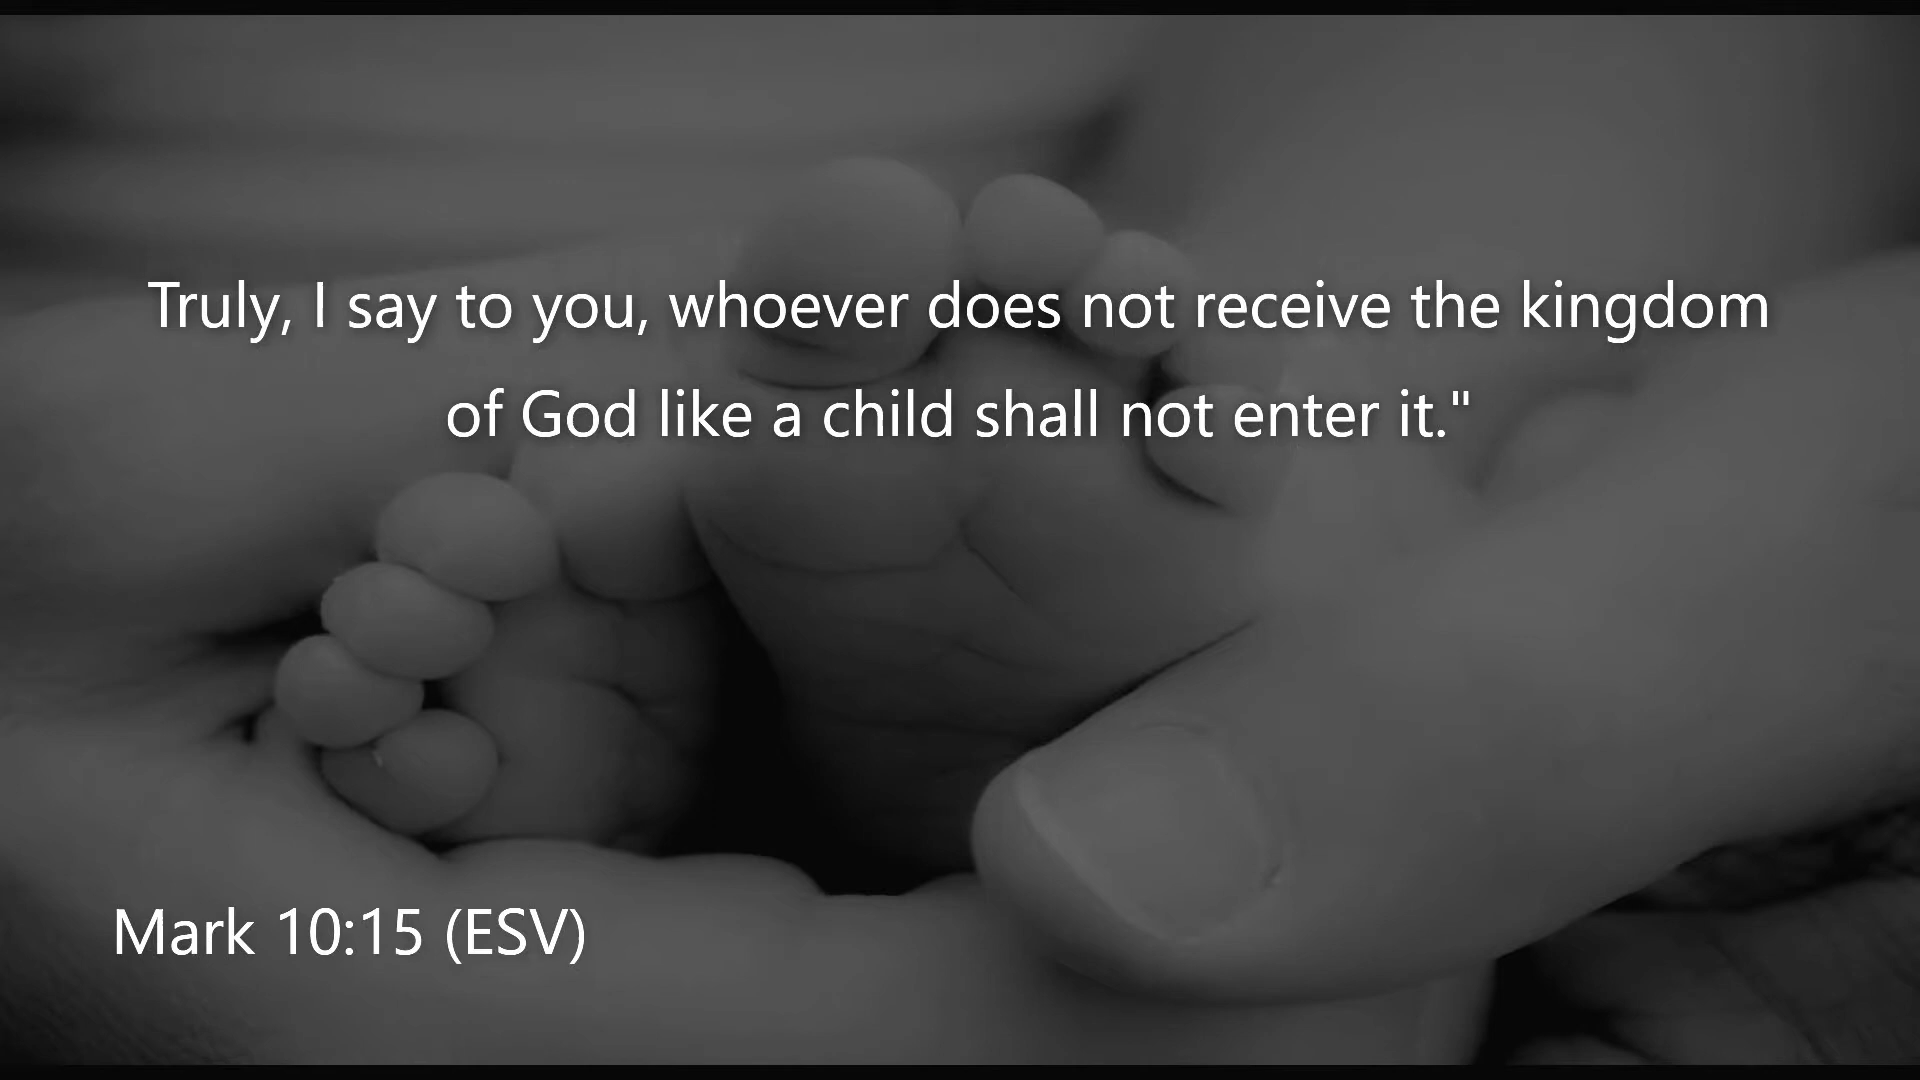 Truly, I say to you, whoever does not receive the kingdom
of God like a child shall not enter it."
Mark 10:15 (ESV)